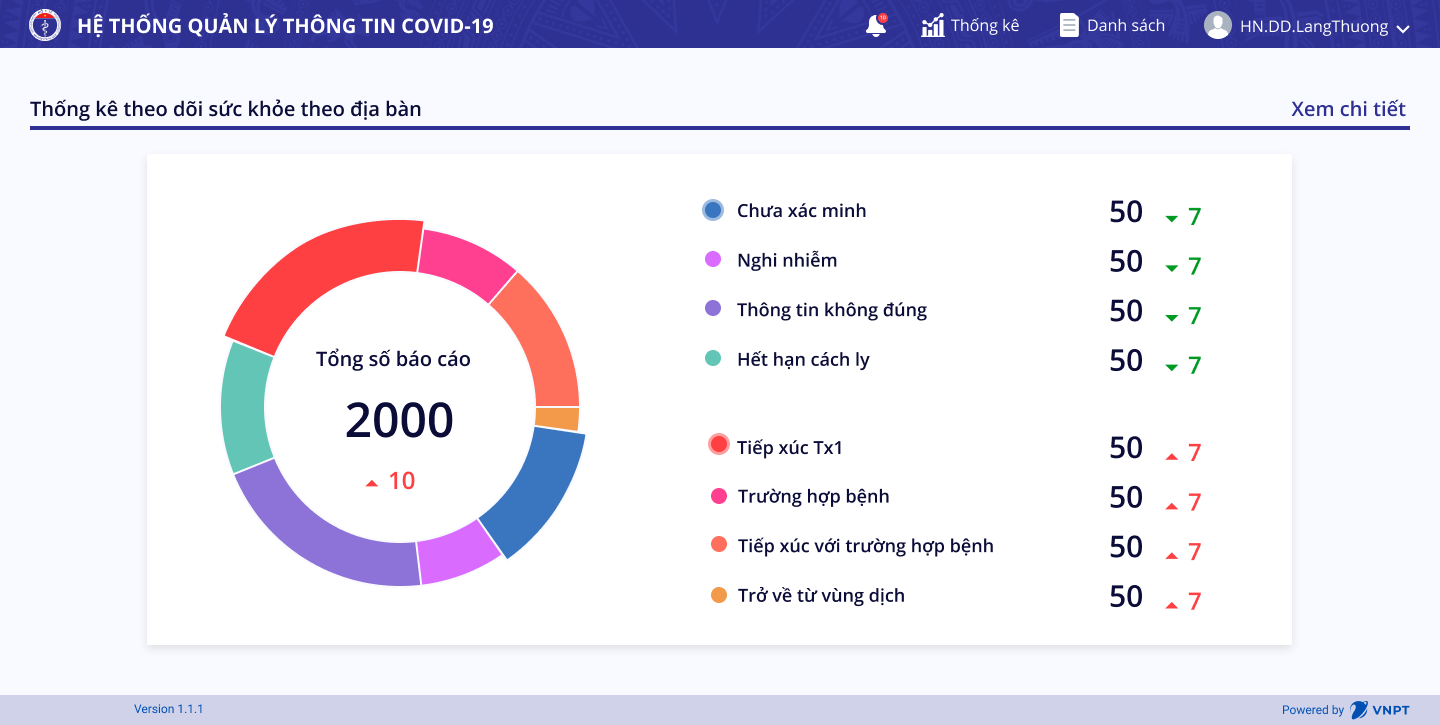 HỆ THỐNG QUẢN LÝ THÔNG TIN COVID-19
10
Thống kê
Danh sách
HN.DD.LangThuong
Thống kê theo dõi sức khỏe theo địa bàn
Xem chi tiết
Tổng số báo cáo
2000
10
Chưa xác minh 50 7
Nghi nhiễm 50 7
Thông tin không đúng 50 7
Hết hạn cách ly 50 7
Tiếp xúc Tx1 50 7
Trường hợp bệnh 50 7
Tiếp xúc với trường hợp bệnh 50 7
Trở về từ vùng dịch 50 7
Version 1.1.1
Powered by VNPT